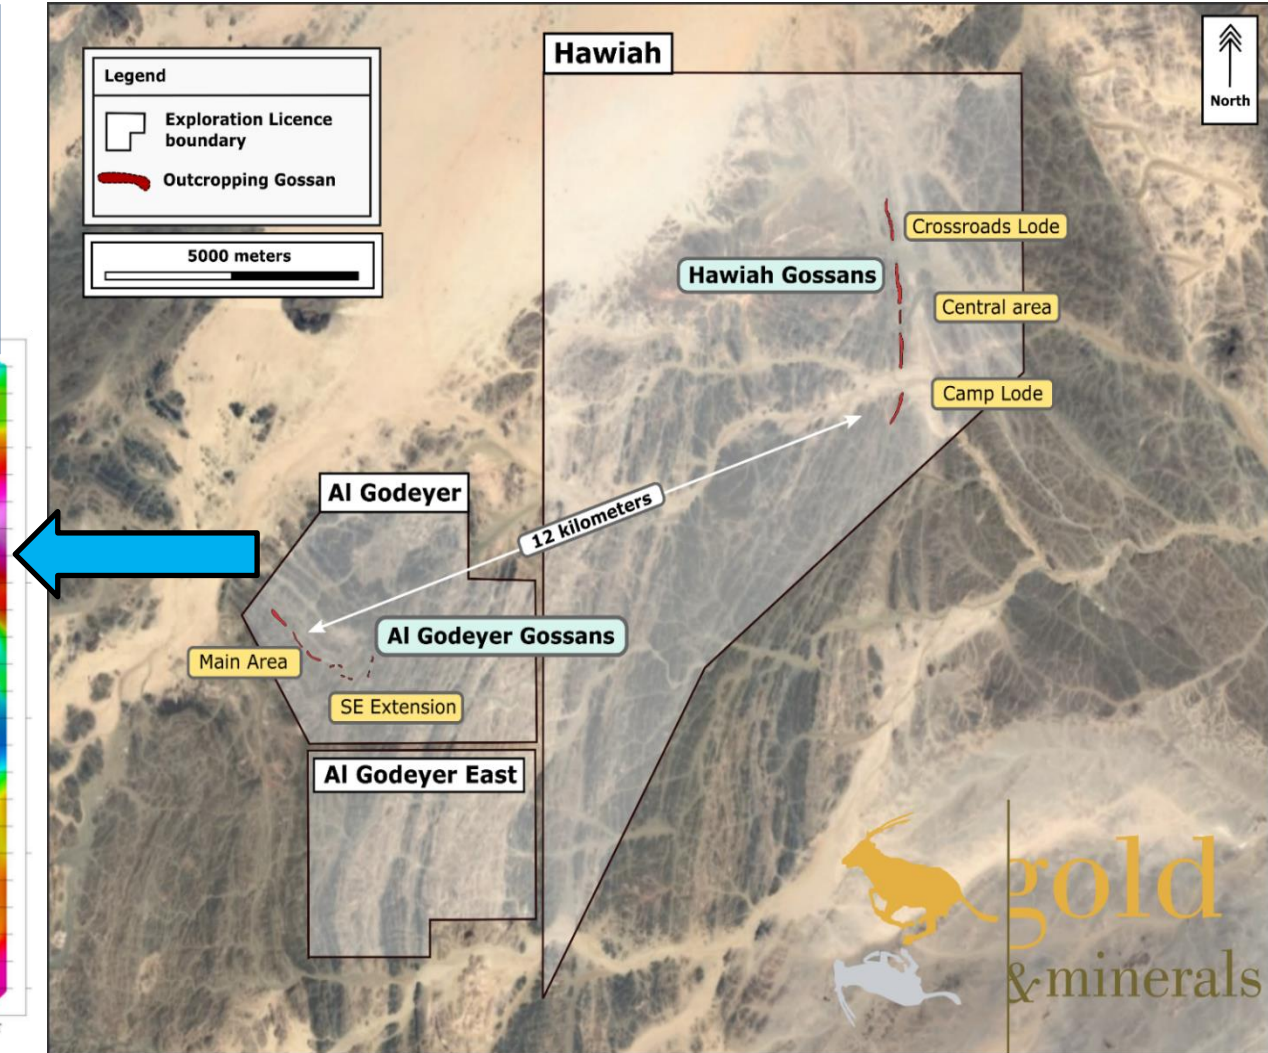 Hawiah
North
Legend
Exploration Licence
boundary
Outcropping Gossan
5000 meters
Crossroads Lode
Hawiah Gossans
Central area
Camp Lode
Al Godeyer
12 kilometers
Al Godeyer Gossans
Main Area
SE Extension
Al Godeyer East
gold
&minerals